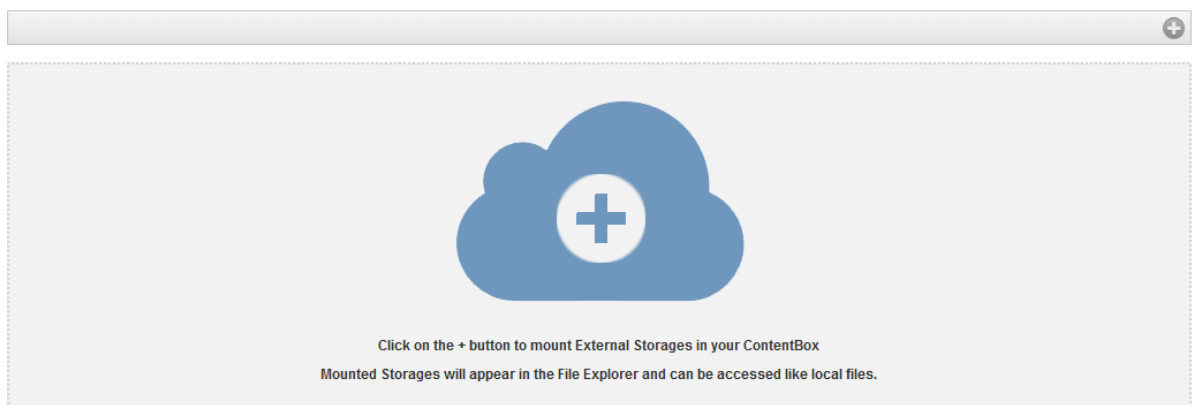 Click on the + button to mount External Storages in your ContentBox
Mounted Storages will appear in the File Explorer and can be accessed like local files.